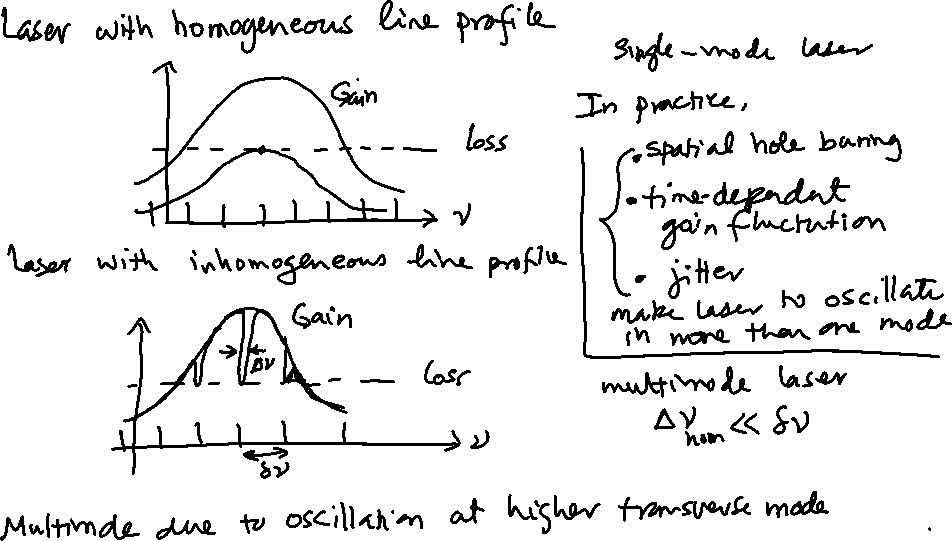 Laser with homogeneous line profile
Gain
loss
ν
Single-mode laser
In practice,
• spatial hole burning
• time-dependent
gain fluctuation
• jitter
make laser to oscillate
in more than one mode
Laser with inhomogeneous line profile
Gain
Δν
Loss
ν
δν
multimode laser
Δν_hom << δν
Multimode due to oscillation at higher transverse mode